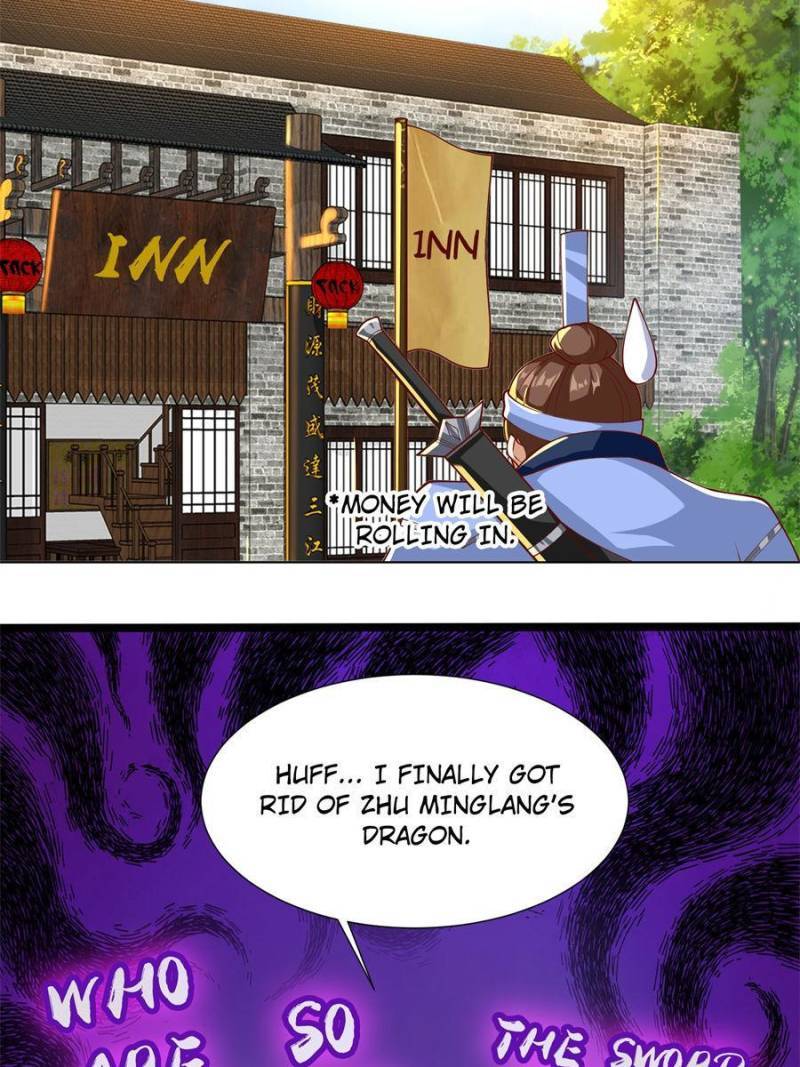 INN
INN
TACK
TACK
財源茂盛達三江
*MONEY WILL BE
ROLLING IN.
HUFF... I FINALLY GOT
RID OF ZHU MINGLANG'S
DRAGON.
WHO
ARE
SO
THE SWORD